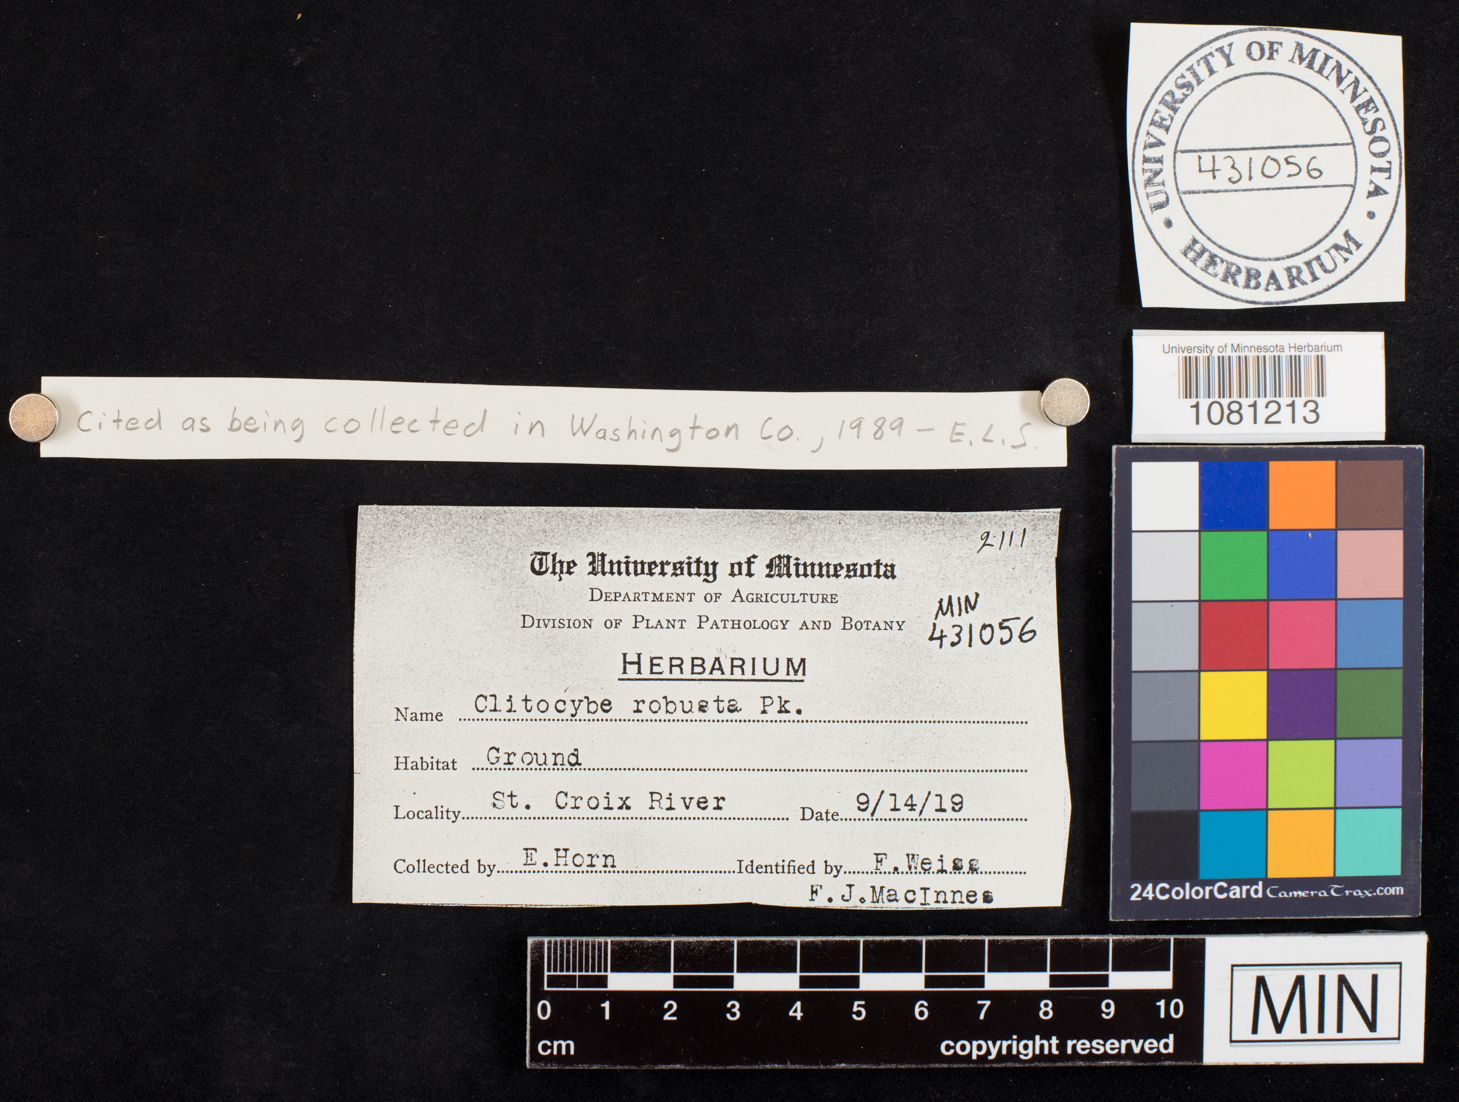 UNIVERSITY OF MINNESOTA
431056
HERBARIUM
University of Minnesota Herbarium
1081213
Cited as being collected in Washington Co., 1989 - E.L.S.
2111
The University of Minnesota
DEPARTMENT OF AGRICULTURE
DIVISION OF PLANT PATHOLOGY AND BOTANY
MIN
431056
HERBARIUM
Name Clitocybe robusta Pk.
Habitat Ground
Locality St. Croix River Date 9/14/19
Collected by E.Horn Identified by F.Weiss
F.J.MacInnes
24ColorCard CameraTrax.com
0 1 2 3 4 5 6 7 8 9 10
cm copyright reserved
MIN